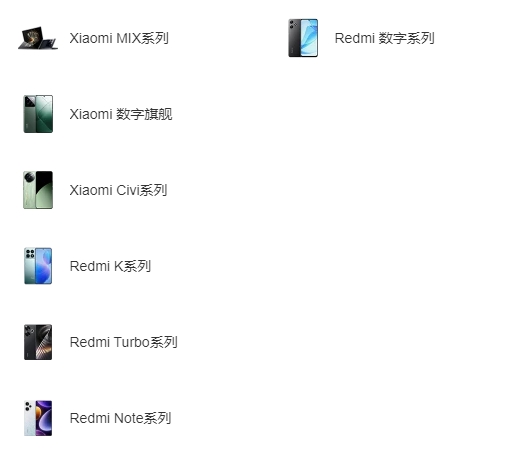 Xiaomi MIX系列
Xiaomi 数字旗舰
Xiaomi Civi系列
Redmi K系列
Redmi Turbo系列
Redmi Note系列
Redmi 数字系列